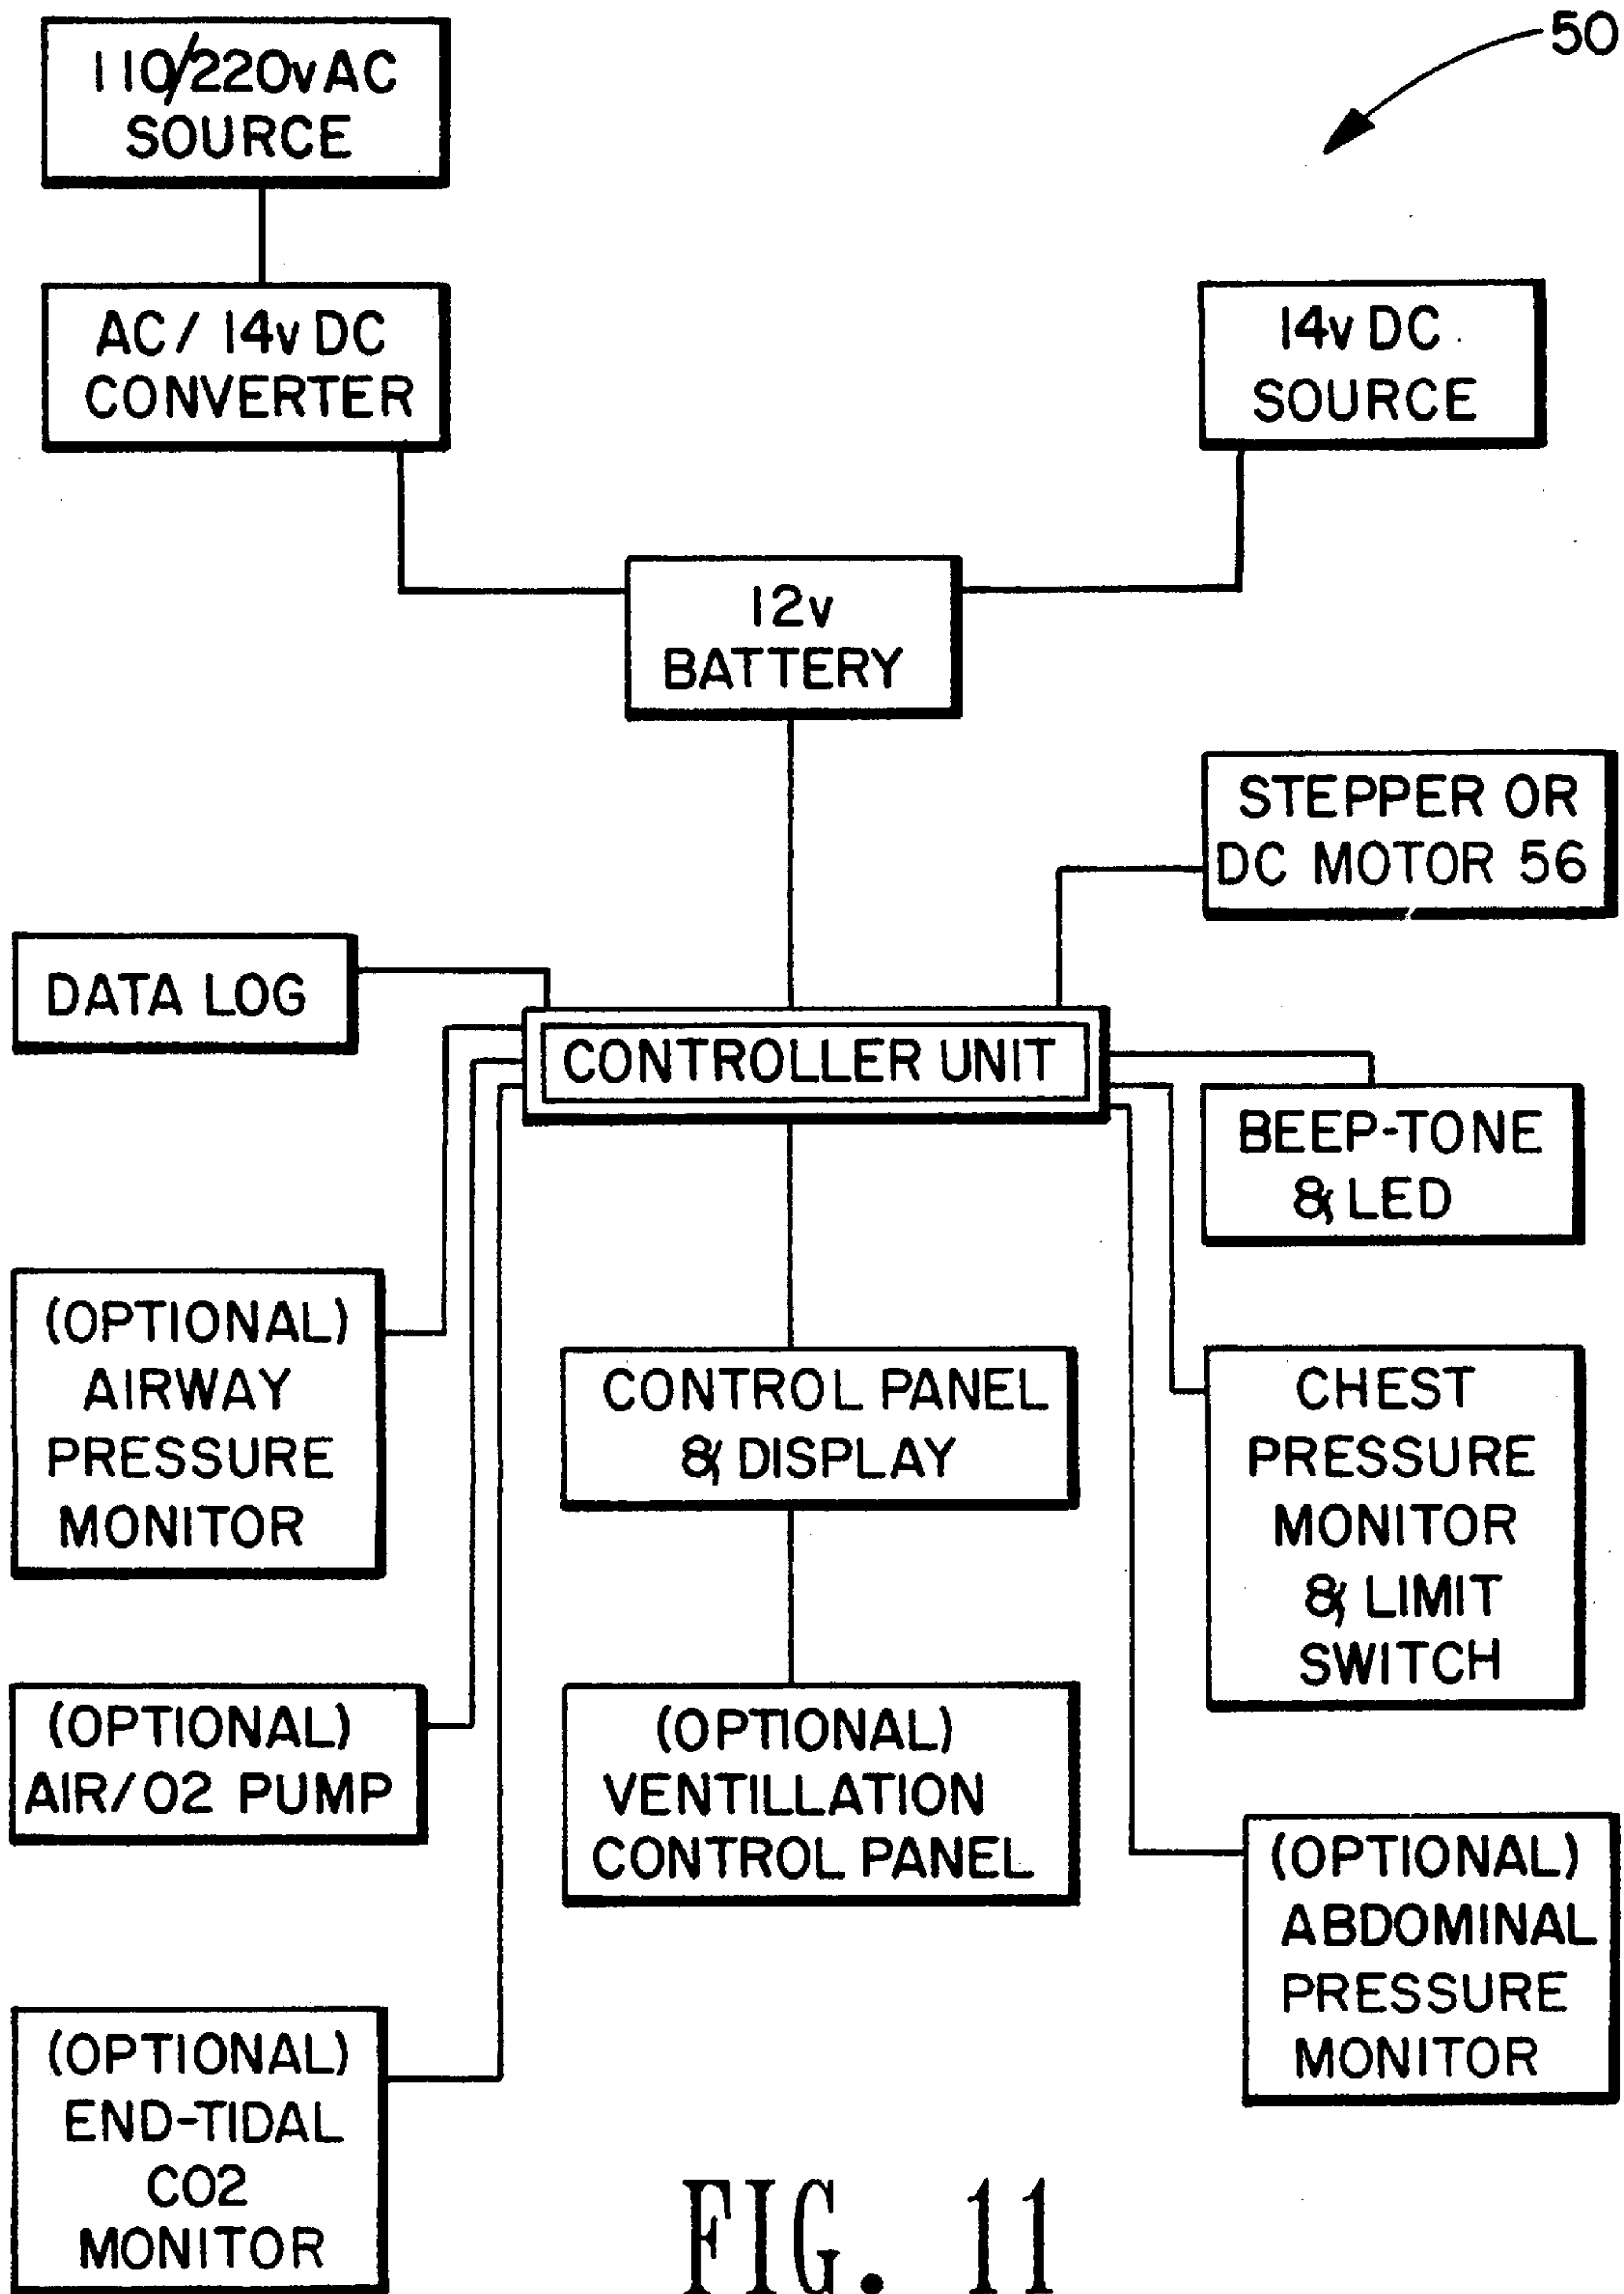 50
110/220v AC
SOURCE
AC/ 14v DC
CONVERTER
14v DC
SOURCE
12v
BATTERY
STEPPER OR
DC MOTOR 56
DATA LOG
CONTROLLER UNIT
BEEP-TONE
& LED
(OPTIONAL)
AIRWAY
PRESSURE
MONITOR
CONTROL PANEL
& DISPLAY
CHEST
PRESSURE
MONITOR
& LIMIT
SWITCH
(OPTIONAL)
AIR/O2 PUMP
(OPTIONAL)
VENTILLATION
CONTROL PANEL
(OPTIONAL)
ABDOMINAL
PRESSURE
MONITOR
(OPTIONAL)
END-TIDAL
CO2
MONITOR
FIG. 11